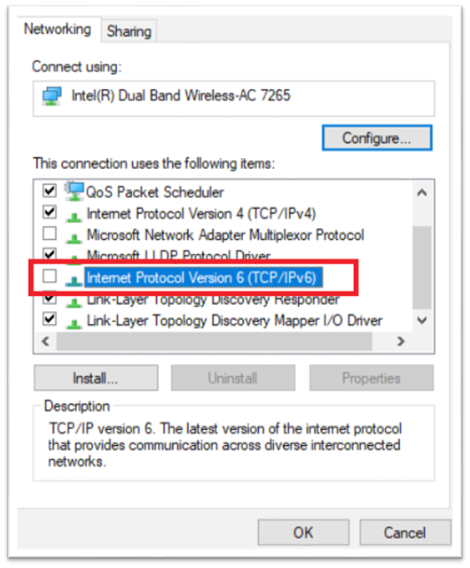 Networking
Sharing
Connect using:
Intel(R) Dual Band Wireless-AC 7265
Configure...
This connection uses the following items:
QoS Packet Scheduler
Internet Protocol Version 4 (TCP/IPv4)
Microsoft Network Adapter Multiplexor Protocol
Microsoft LLDP Protocol Driver
Internet Protocol Version 6 (TCP/IPv6)
Link-Layer Topology Discovery Responder
Link-Layer Topology Discovery Mapper I/O Driver
Install...
Uninstall
Properties
Description
TCP/IP version 6. The latest version of the internet protocol
that provides communication across diverse interconnected
networks.
OK
Cancel